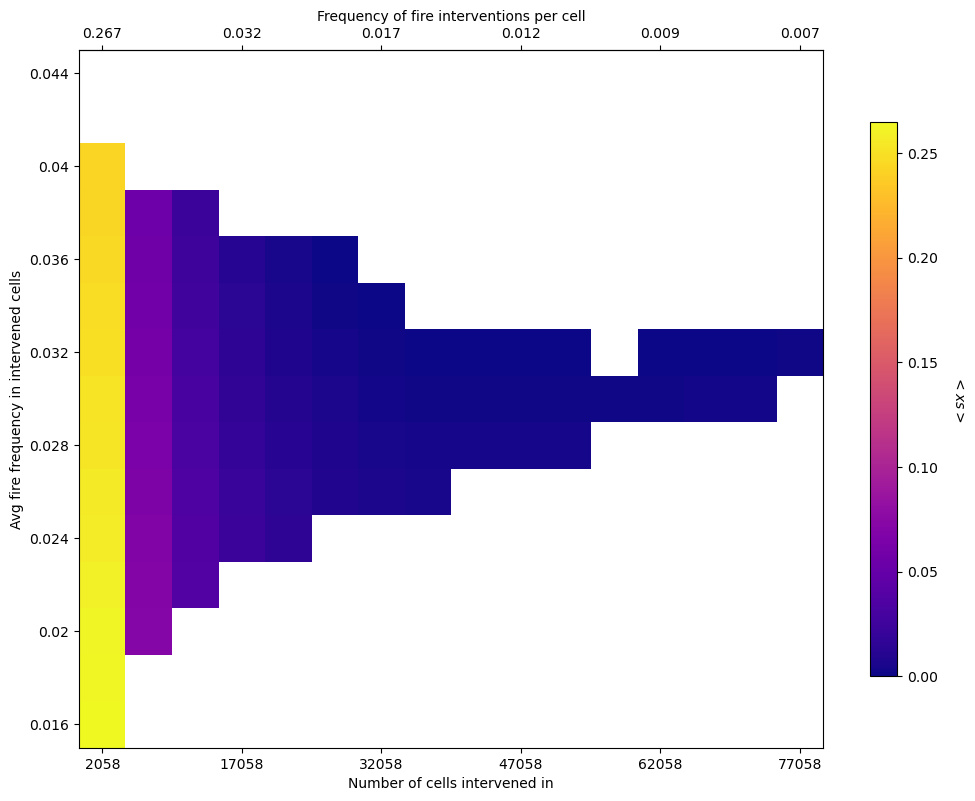 Frequency of fire interventions per cell
0.267 0.032 0.017 0.012 0.009 0.007
Avg fire frequency in intervened cells
0.044
0.04
0.036
0.032
0.028
0.024
0.02
0.016
2058 17058 32058 47058 62058 77058
Number of cells intervened in
0.25
0.20
0.15
0.10
0.05
0.00
< sx >